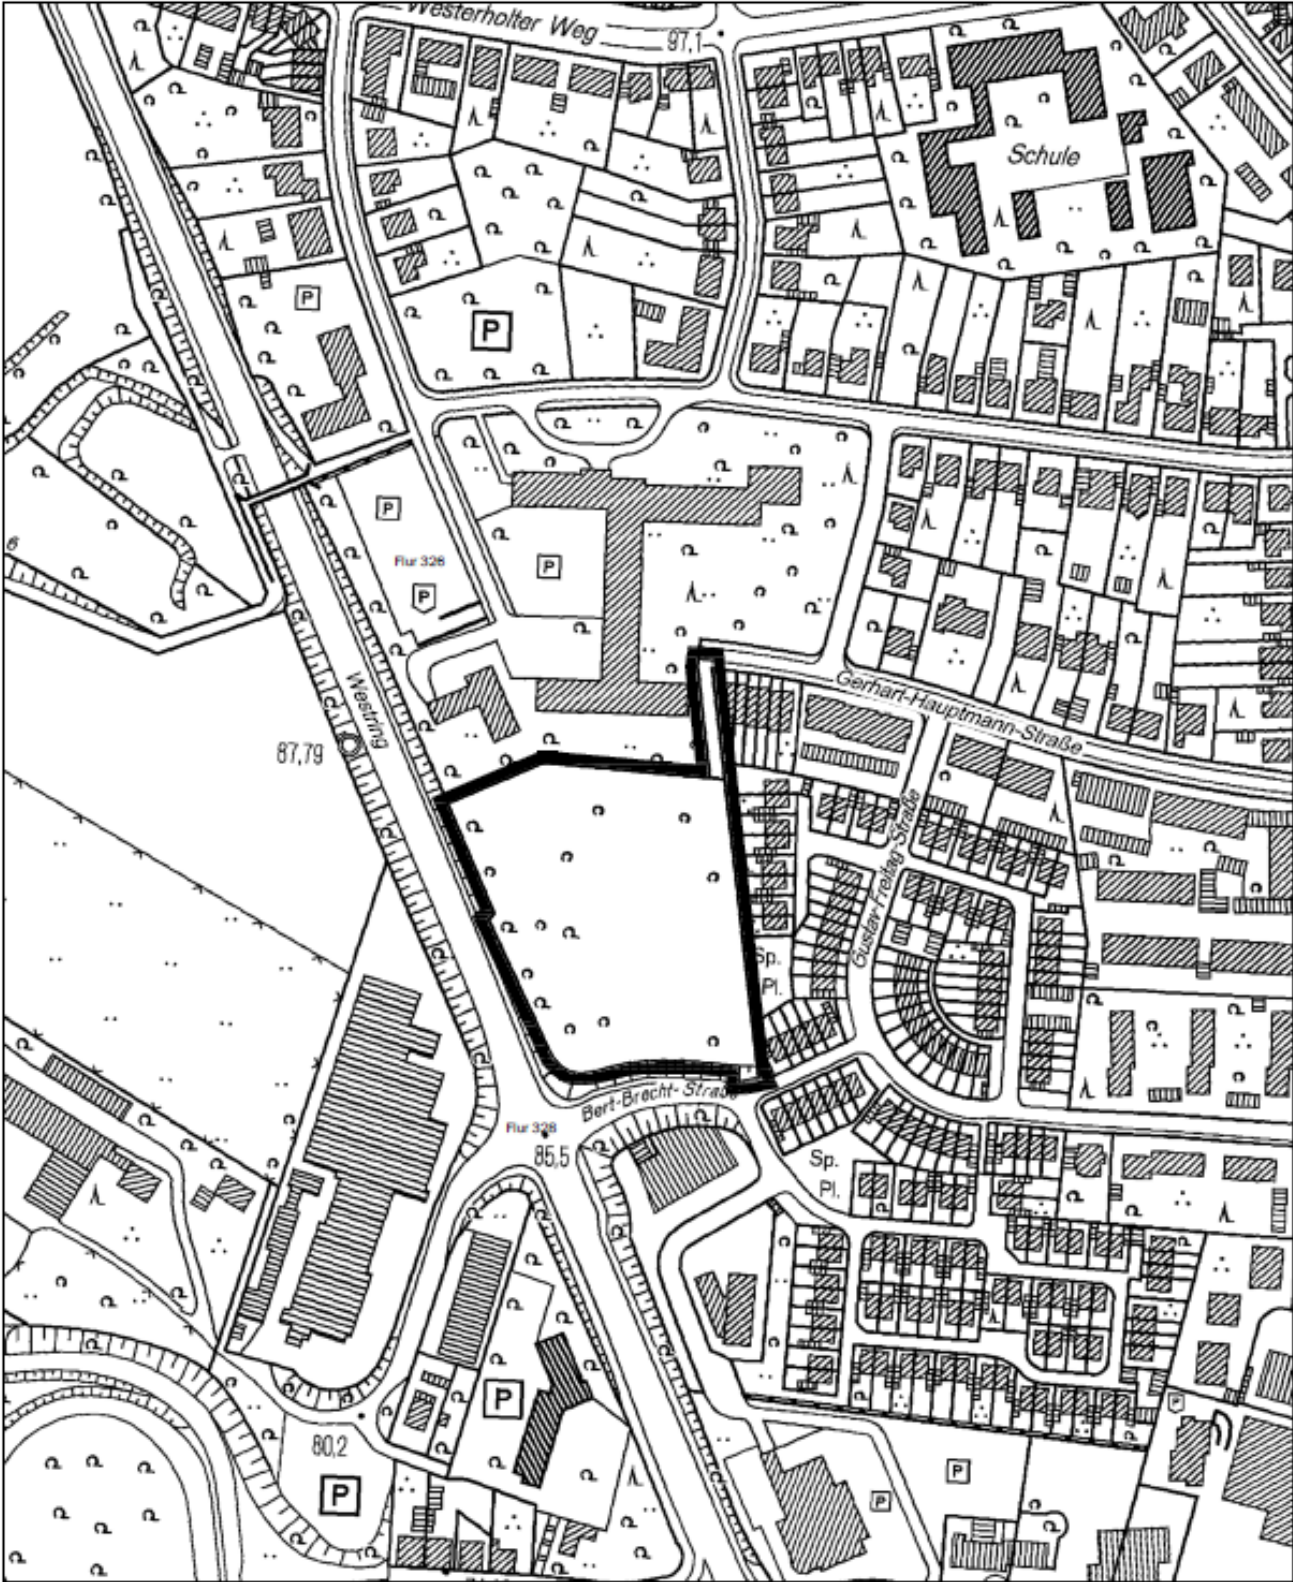 Westerholter Weg
97,1
Schule
P
P
P
Flur 328
P
P
6
Westring
87,79
Gerhart-Hauptmann-Straße
Gustav-Freitag-Straße
Sp.
Pl.
Bert-Brecht-Straße
Flur 328
85,5
Sp.
Pl.
P
P
80,2
P
P
P